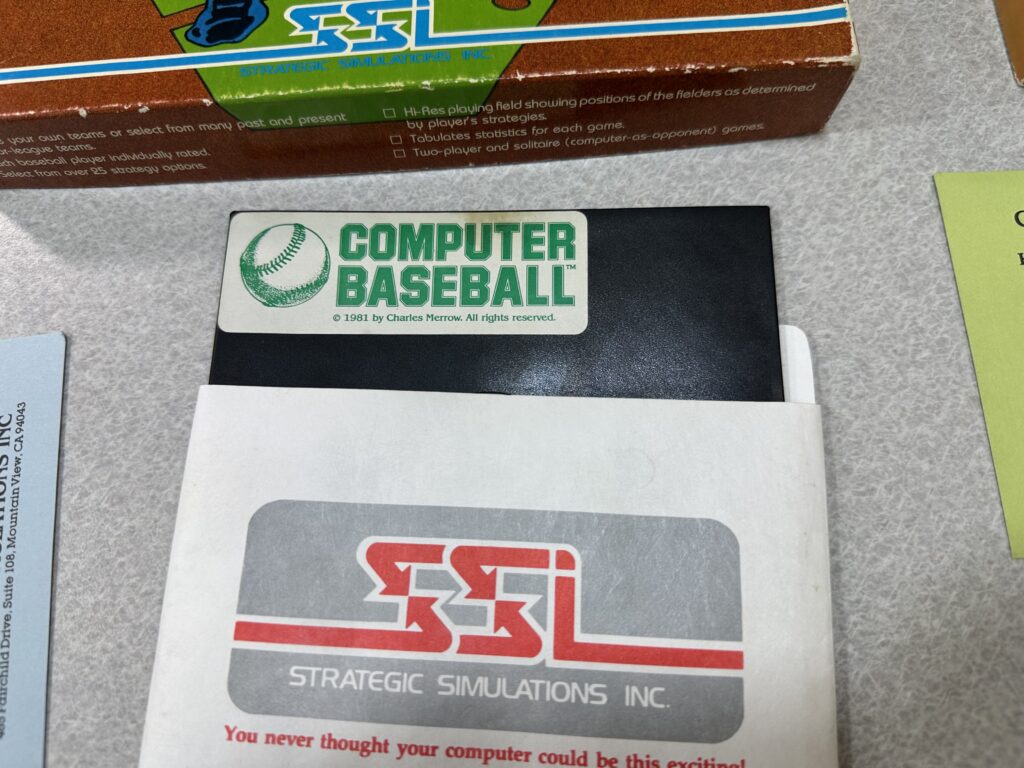 SSI
STRATEGIC SIMULATIONS INC.
your own teams or select from many past and present
-league teams.
baseball player individually rated.
Select from over 25 strategy options.
□ Hi-Res playing field showing positions of the fielders as determined
by player's strategies.
□ Tabulates statistics for each game.
□ Two-player and solitaire (computer-as-opponent) games.
COMPUTER
BASEBALL™
© 1981 by Charles Merrow. All rights reserved.
SSI
STRATEGIC SIMULATIONS INC.
You never thought your computer could be this exciting!
INC
Fairchild Drive, Suite 108, Mountain View, CA 94043